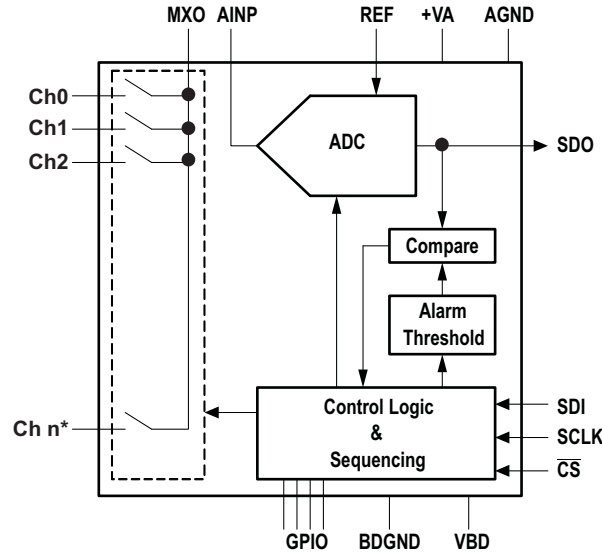 MXO AINP REF +VA AGND
Ch0
Ch1
Ch2
ADC
SDO
Compare
Alarm
Threshold
Control Logic
&
Sequencing
SDI
SCLK
CS
Ch n*
GPIO BDGND VBD